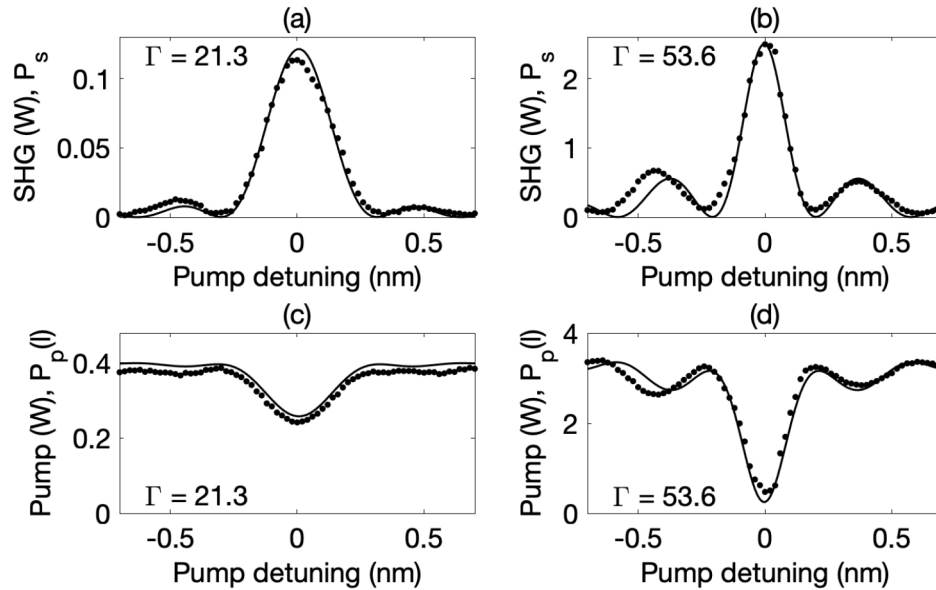 (a)
SHG (W), P_s
Γ = 21.3
0.1
0.05
0
-0.5 0 0.5
Pump detuning (nm)
(b)
SHG (W), P_s
Γ = 53.6
2
1
0
-0.5 0 0.5
Pump detuning (nm)
(c)
Pump (W), P_p(l)
0.4
0.2
0
Γ = 21.3
-0.5 0 0.5
Pump detuning (nm)
(d)
Pump (W), P_p(l)
4
2
0
Γ = 53.6
-0.5 0 0.5
Pump detuning (nm)